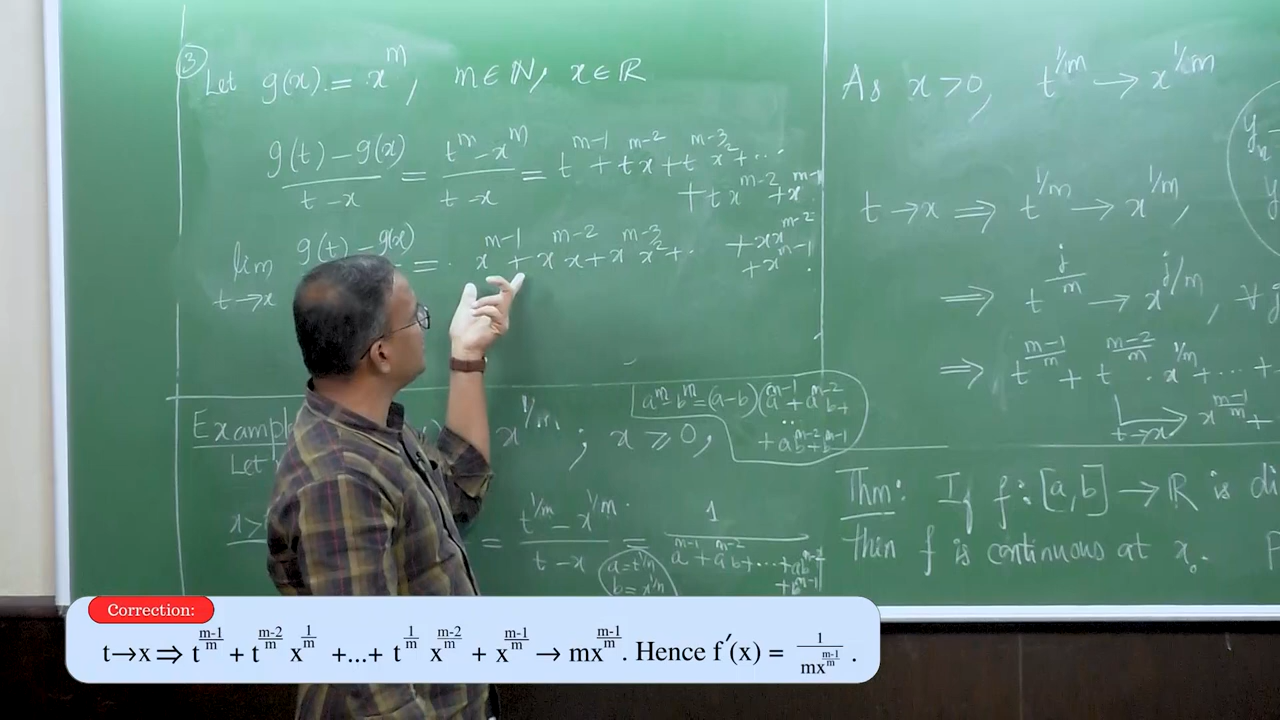 ③ Let g(x) = x^m, m ∈ ℕ, x ∈ ℝ
(g(t) – g(x))/(t – x) = (t^m – x^m)/(t – x) = t^{m-1} + t^{m-2}x + t^{m-3}x^2 + ...
+ t x^{m-2} + x^{m-1}
lim_{t→x} g(t) – g(x) = x^{m-1} + x^{m-2} x + x^{m-3} x^2 + .. + x x^{m-2}
+ x^{m-1}.
Exampl x^{1/m} ; x ≥ 0,
Let
a^m – b^m = (a–b)(a^{m-1} + a^{m-2}b +
..
+ ab^{m-2} + b^{m-1}
x> = (t^{1/m} – x^{1/m})/(t – x) = 1/(a^{m-1} + a^{m-2}b + ... + ab^{m-2} + b^{m-1})
a = t^{1/m}
b = x^{1/m}
As x > 0, t^{1/m} → x^{1/m}
t → x ⟹ t^{1/m} → x^{1/m},
⟹ t^{j/m} → x^{j/m}, ∀
⟹ t^{(m-1)/m} + t^{(m-2)/m} · x^{1/m} + ... +
t→x → x^{(m-1)/m} +
Thm: If f: [a, b] → ℝ is di
then f is continuous at x₀.
Correction:
t→x ⇒ t^{(m-1)/m} + t^{(m-2)/m} x^{1/m} +...+ t^{1/m} x^{(m-2)/m} + x^{(m-1)/m} → mx^{(m-1)/m}. Hence f′(x) = 1/(mx^{(m-1)/m}).